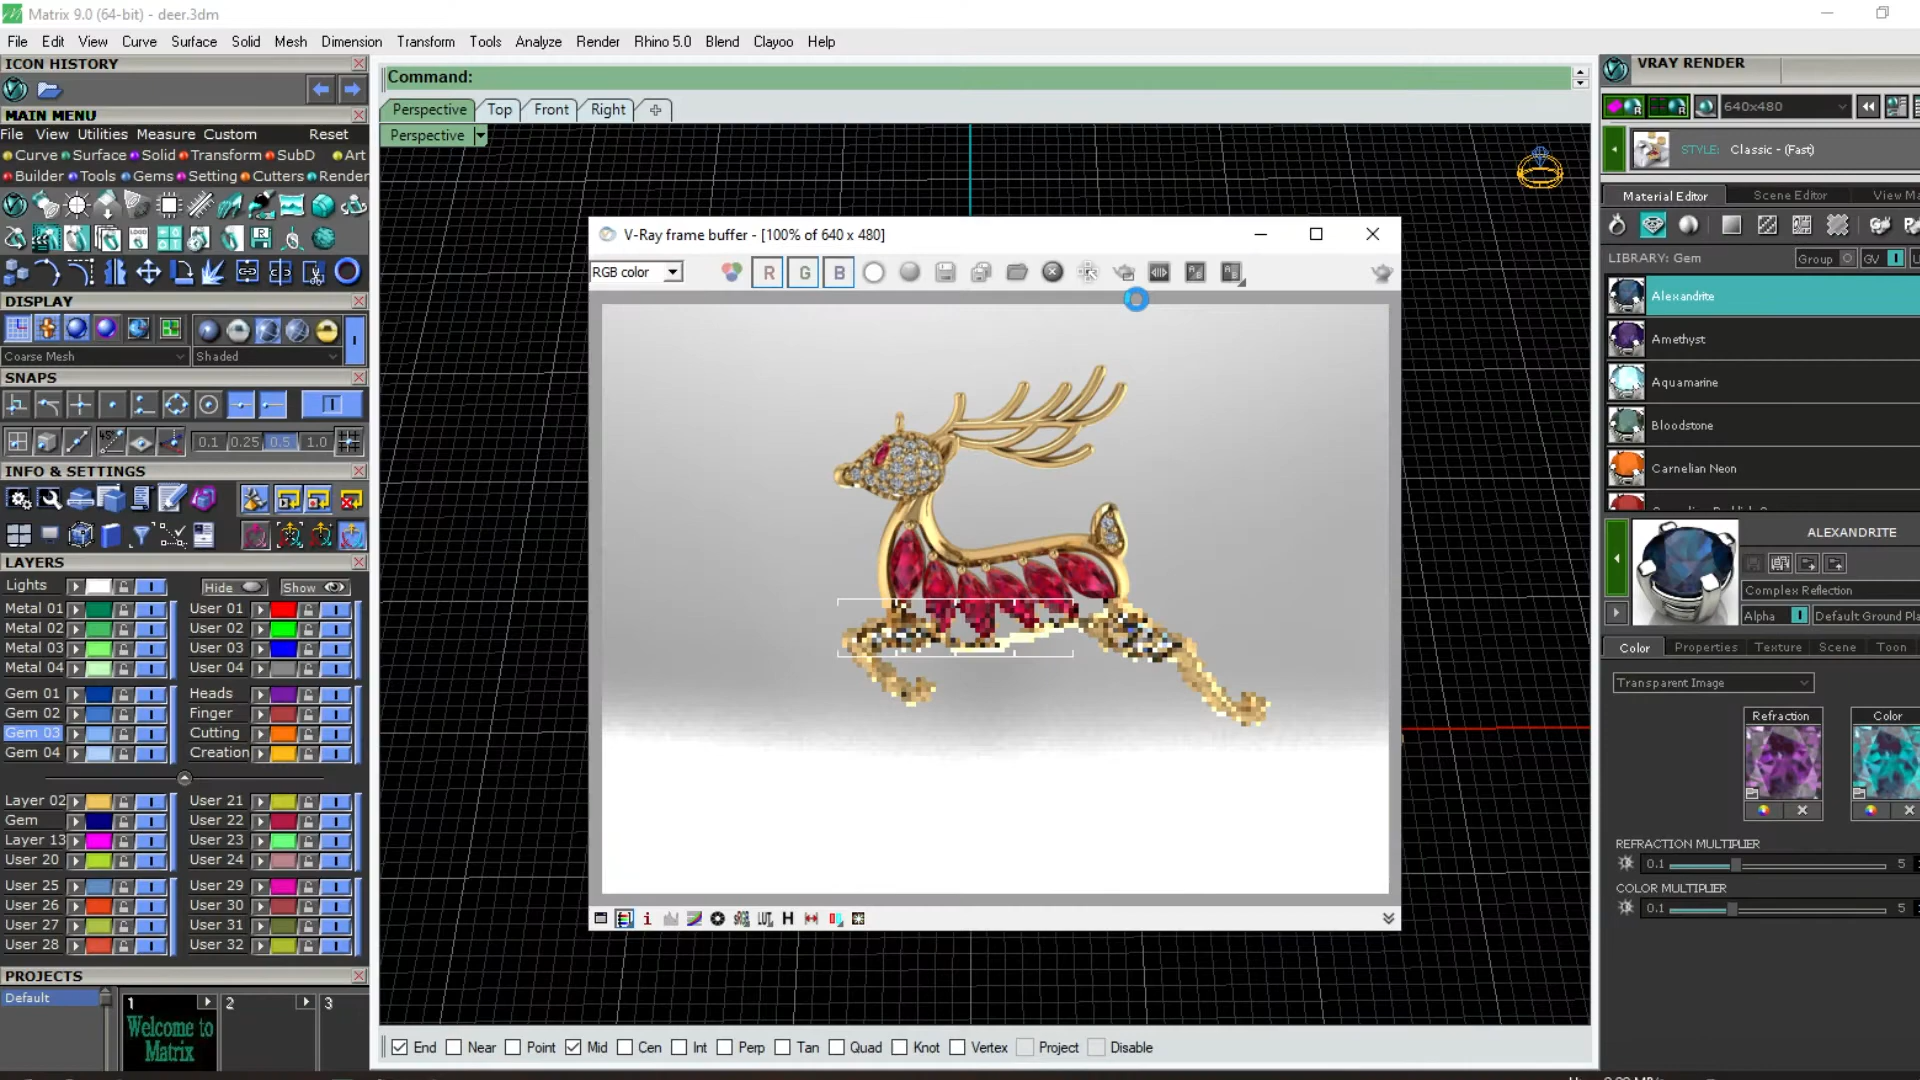 Matrix 9.0 (64-bit) - deer.3dm
File Edit View Curve Surface Solid Mesh Dimension Transform Tools Analyze Render Rhino 5.0 Blend Clayoo Help
ICON HISTORY
MAIN MENU
File View Utilities Measure Custom Reset
Curve Surface Solid Transform SubD Art
Builder Tools Gems Setting Cutters Render
DISPLAY
Coarse Mesh Shaded
SNAPS
0.1 0.25 0.5 1.0
INFO & SETTINGS
LAYERS
Lights Hide Show
Metal 01 User 01
Metal 02 User 02
Metal 03 User 03
Metal 04 User 04
Gem 01 Heads
Gem 02 Finger
Gem 03 Cutting
Gem 04 Creation
Layer 02 User 21
Gem User 22
Layer 13 User 23
User 20 User 24
User 25 User 29
User 26 User 30
User 27 User 31
User 28 User 32
PROJECTS
Default
1 2 3
Welcome to
Matrix
Command:
Perspective Top Front Right
Perspective
V-Ray frame buffer - [100% of 640 x 480]
RGB color R G B
End Near Point Mid Cen Int Perp Tan Quad Knot Vertex Project Disable
VRAY RENDER
640x480
STYLE: Classic - (Fast)
Material Editor Scene Editor View Ma
LIBRARY: Gem Group GV
Alexandrite
Amethyst
Aquamarine
Bloodstone
Carnelian Neon
ALEXANDRITE
Complex Reflection
Alpha Default Ground Pla
Color Properties Texture Scene Toon
Transparent Image
Refraction Color
REFRACTION MULTIPLIER
0.1 5
COLOR MULTIPLIER
0.1 5